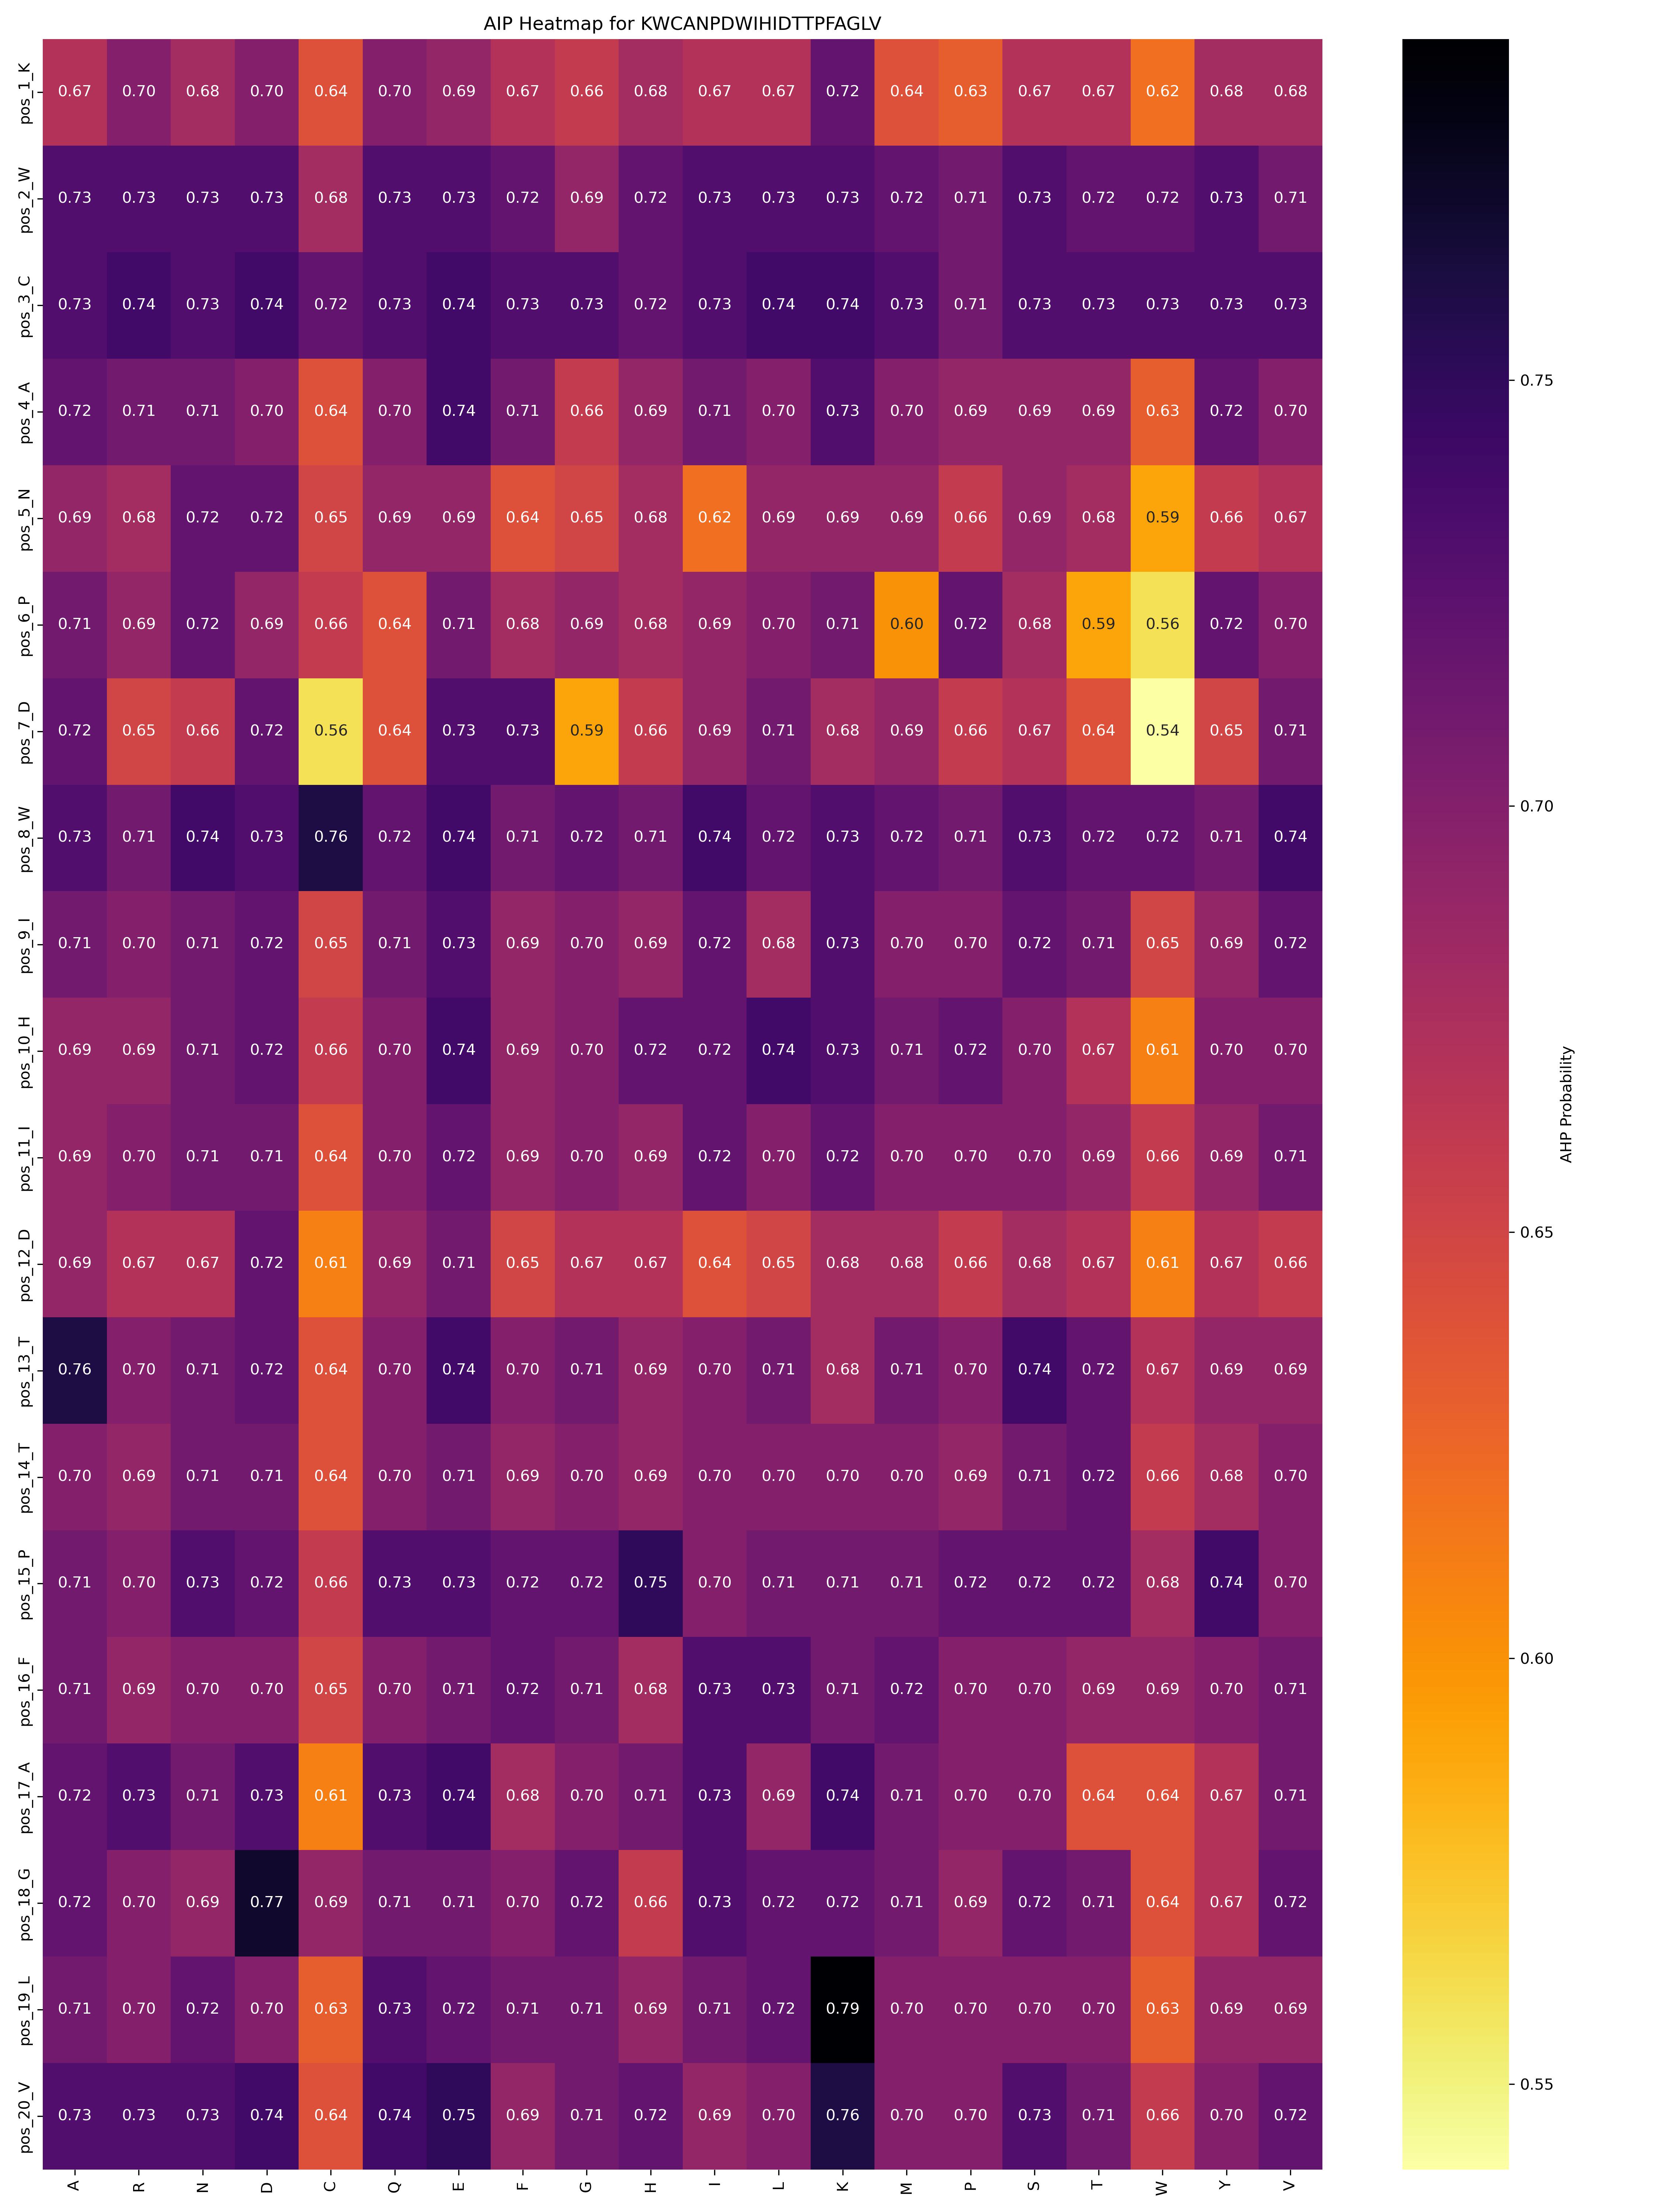 AIP Heatmap for KWCANPDWIHIDTTPFAGLV
pos_1_K 0.67 0.70 0.68 0.70 0.64 0.70 0.69 0.67 0.66 0.68 0.67 0.67 0.72 0.64 0.63 0.67 0.67 0.62 0.68 0.68
pos_2_W 0.73 0.73 0.73 0.73 0.68 0.73 0.73 0.72 0.69 0.72 0.73 0.73 0.73 0.72 0.71 0.73 0.72 0.72 0.73 0.71
pos_3_C 0.73 0.74 0.73 0.74 0.72 0.73 0.74 0.73 0.73 0.72 0.73 0.74 0.74 0.73 0.71 0.73 0.73 0.73 0.73 0.73
pos_4_A 0.72 0.71 0.71 0.70 0.64 0.70 0.74 0.71 0.66 0.69 0.71 0.70 0.73 0.70 0.69 0.69 0.69 0.63 0.72 0.70
pos_5_N 0.69 0.68 0.72 0.72 0.65 0.69 0.69 0.64 0.65 0.68 0.62 0.69 0.69 0.69 0.66 0.69 0.68 0.59 0.66 0.67
pos_6_P 0.71 0.69 0.72 0.69 0.66 0.64 0.71 0.68 0.69 0.68 0.69 0.70 0.71 0.60 0.72 0.68 0.59 0.56 0.72 0.70
pos_7_D 0.72 0.65 0.66 0.72 0.56 0.64 0.73 0.73 0.59 0.66 0.69 0.71 0.68 0.69 0.66 0.67 0.64 0.54 0.65 0.71
pos_8_W 0.73 0.71 0.74 0.73 0.76 0.72 0.74 0.71 0.72 0.71 0.74 0.72 0.73 0.72 0.71 0.73 0.72 0.72 0.71 0.74
pos_9_I 0.71 0.70 0.71 0.72 0.65 0.71 0.73 0.69 0.70 0.69 0.72 0.68 0.73 0.70 0.70 0.72 0.71 0.65 0.69 0.72
pos_10_H 0.69 0.69 0.71 0.72 0.66 0.70 0.74 0.69 0.70 0.72 0.72 0.74 0.73 0.71 0.72 0.70 0.67 0.61 0.70 0.70
pos_11_I 0.69 0.70 0.71 0.71 0.64 0.70 0.72 0.69 0.70 0.69 0.72 0.70 0.72 0.70 0.70 0.70 0.69 0.66 0.69 0.71
pos_12_D 0.69 0.67 0.67 0.72 0.61 0.69 0.71 0.65 0.67 0.67 0.64 0.65 0.68 0.68 0.66 0.68 0.67 0.61 0.67 0.66
pos_13_T 0.76 0.70 0.71 0.72 0.64 0.70 0.74 0.70 0.71 0.69 0.70 0.71 0.68 0.71 0.70 0.74 0.72 0.67 0.69 0.69
pos_14_T 0.70 0.69 0.71 0.71 0.64 0.70 0.71 0.69 0.70 0.69 0.70 0.70 0.70 0.70 0.69 0.71 0.72 0.66 0.68 0.70
pos_15_P 0.71 0.70 0.73 0.72 0.66 0.73 0.73 0.72 0.72 0.75 0.70 0.71 0.71 0.71 0.72 0.72 0.72 0.68 0.74 0.70
pos_16_F 0.71 0.69 0.70 0.70 0.65 0.70 0.71 0.72 0.71 0.68 0.73 0.73 0.71 0.72 0.70 0.70 0.69 0.69 0.70 0.71
pos_17_A 0.72 0.73 0.71 0.73 0.61 0.73 0.74 0.68 0.70 0.71 0.73 0.69 0.74 0.71 0.70 0.70 0.64 0.64 0.67 0.71
pos_18_G 0.72 0.70 0.69 0.77 0.69 0.71 0.71 0.70 0.72 0.66 0.73 0.72 0.72 0.71 0.69 0.72 0.71 0.64 0.67 0.72
pos_19_L 0.71 0.70 0.72 0.70 0.63 0.73 0.72 0.71 0.71 0.69 0.71 0.72 0.79 0.70 0.70 0.70 0.70 0.63 0.69 0.69
pos_20_V 0.73 0.73 0.73 0.74 0.64 0.74 0.75 0.69 0.71 0.72 0.69 0.70 0.76 0.70 0.70 0.73 0.71 0.66 0.70 0.72
A R N D C Q E F G H I L K M P S T W Y V
0.75
0.70
0.65
0.60
0.55
AHP Probability